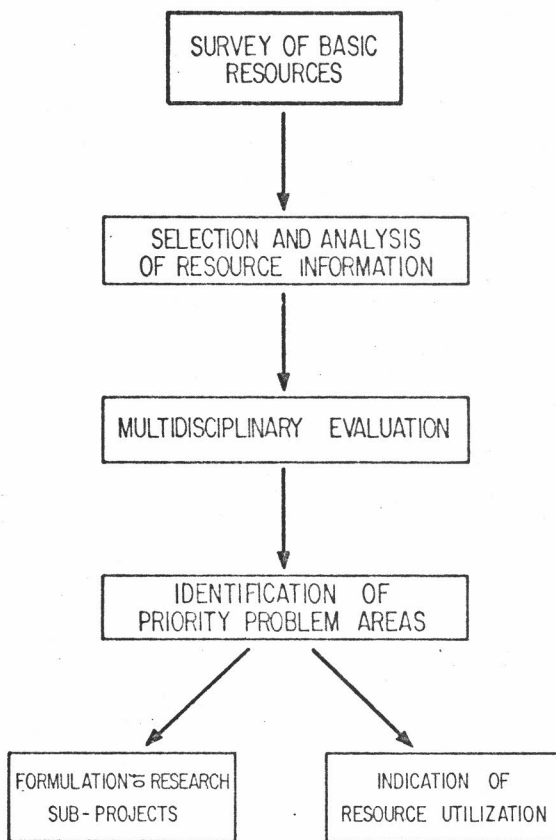 SURVEY OF BASIC
RESOURCES
SELECTION AND ANALYSIS
OF RESOURCE INFORMATION
MULTIDISCIPLINARY EVALUATION
IDENTIFICATION OF
PRIORITY PROBLEM AREAS
FORMULATION OF RESEARCH
SUB-PROJECTS
INDICATION OF
RESOURCE UTILIZATION